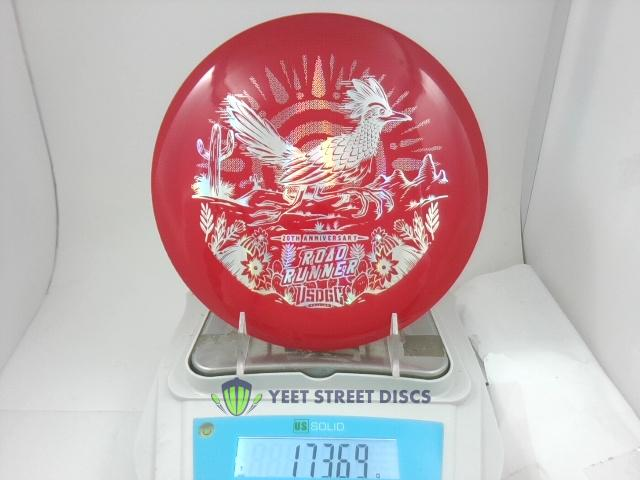 20TH ANNIVERSARY
ROAD
RUNNER
USDGC
YEET STREET DISCS
US SOLID
173.69 g